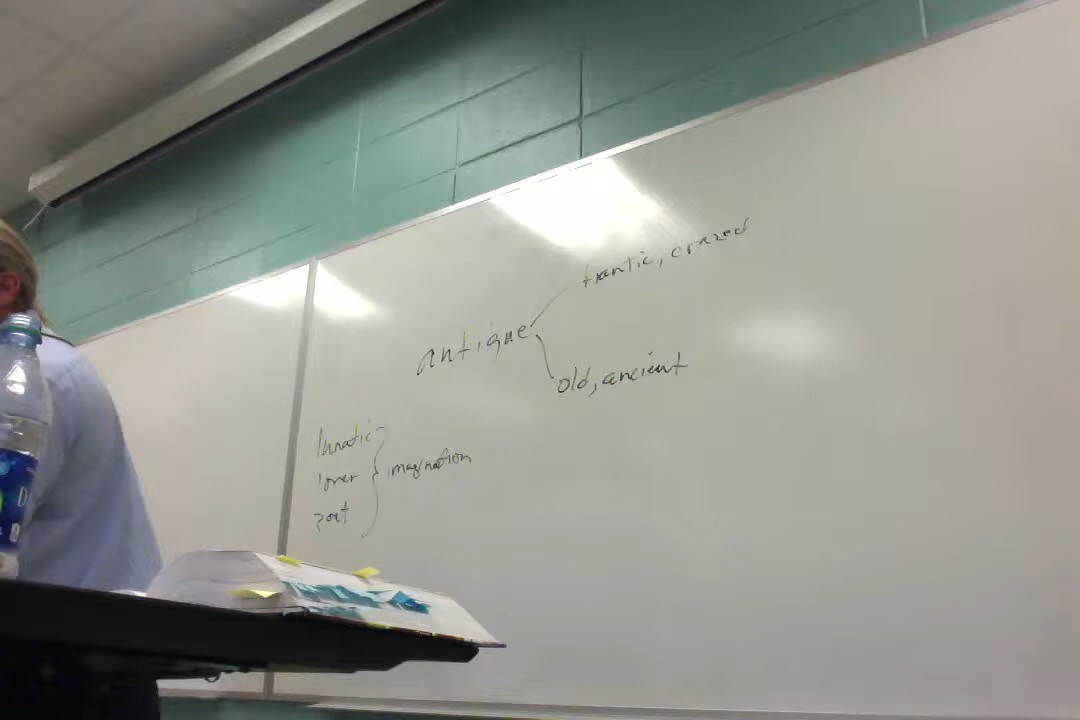 frantic, crazed
antique
old, ancient
lunatic
lover
imagination
poet